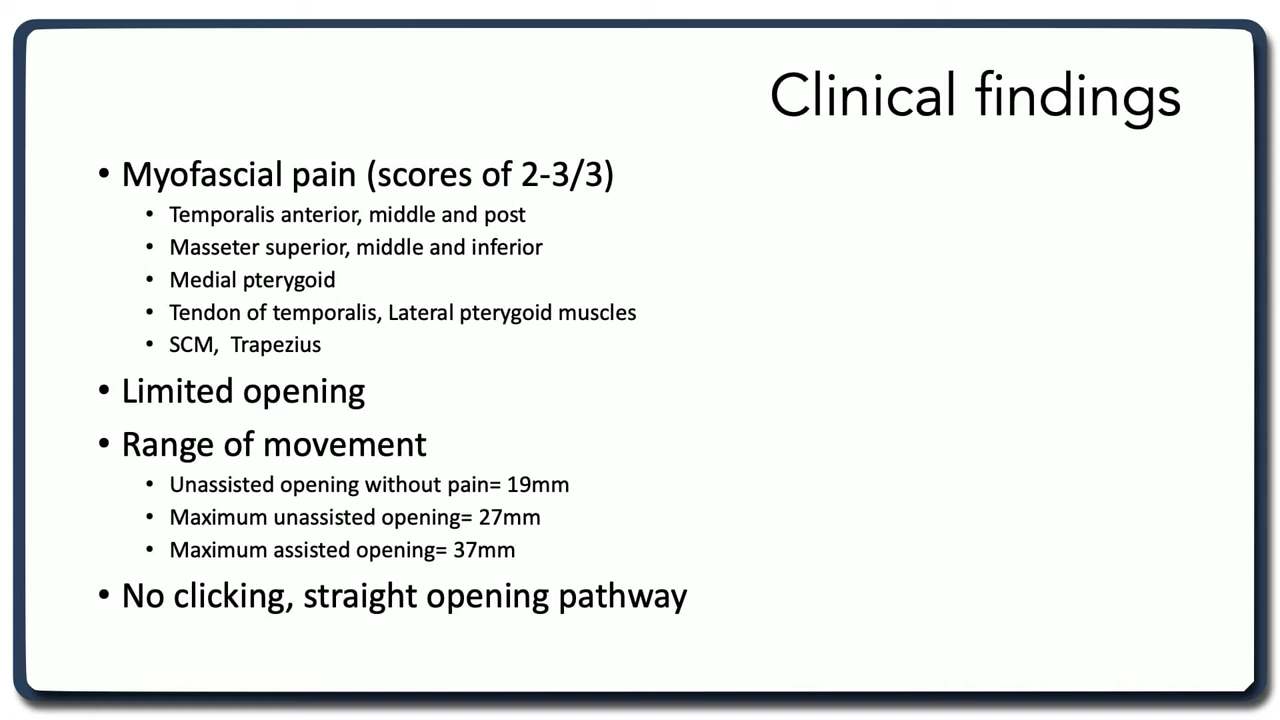 Clinical findings
• Myofascial pain (scores of 2-3/3)
• Temporalis anterior, middle and post
• Masseter superior, middle and inferior
• Medial pterygoid
• Tendon of temporalis, Lateral pterygoid muscles
• SCM, Trapezius
• Limited opening
• Range of movement
• Unassisted opening without pain= 19mm
• Maximum unassisted opening= 27mm
• Maximum assisted opening= 37mm
• No clicking, straight opening pathway